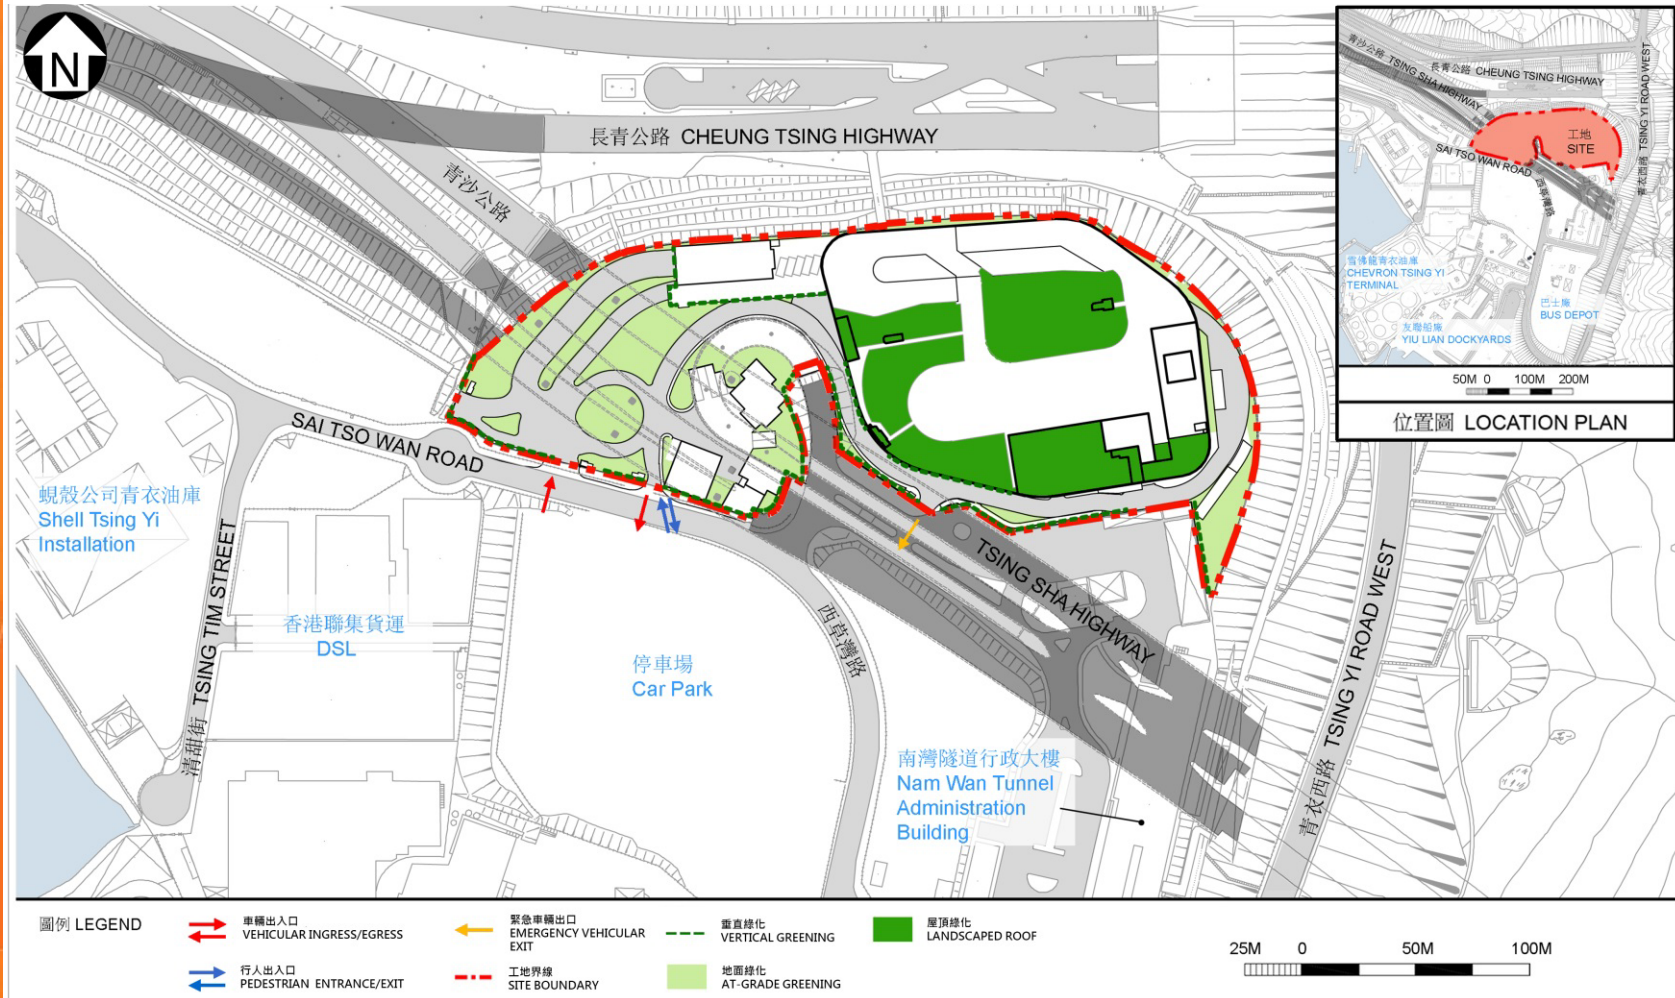 N
長青公路 CHEUNG TSING HIGHWAY
青沙公路
SAI TSO WAN ROAD
蜆殼公司青衣油庫
Shell Tsing Yi
Installation
清甜街 TSING TIM STREET
香港聯集貨運
DSL
停車場
Car Park
西草灣路
TSING SHA HIGHWAY
南灣隧道行政大樓
Nam Wan Tunnel
Administration
Building
青衣西路 TSING YI ROAD WEST
青沙公路 TSING SHA HIGHWAY
長青公路 CHEUNG TSING HIGHWAY
青衣西路 TSING YI ROAD WEST
工地
SITE
SAI TSO WAN ROAD
西草灣路
雪佛龍青衣油庫
CHEVRON TSING YI
TERMINAL
巴士廠
BUS DEPOT
友聯船廠
YIU LIAN DOCKYARDS
50M 0 100M 200M
位置圖 LOCATION PLAN
圖例 LEGEND
車輛出入口
VEHICULAR INGRESS/EGRESS
行人出入口
PEDESTRIAN ENTRANCE/EXIT
緊急車輛出口
EMERGENCY VEHICULAR
EXIT
工地界線
SITE BOUNDARY
垂直綠化
VERTICAL GREENING
地面綠化
AT-GRADE GREENING
屋頂綠化
LANDSCAPED ROOF
25M 0 50M 100M